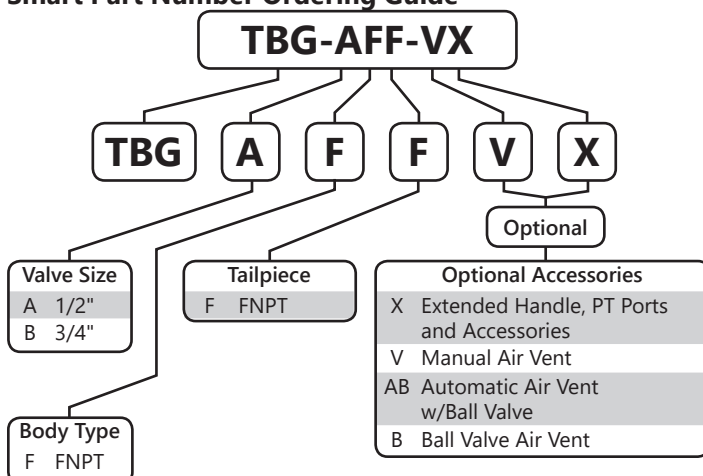 Smart Part Number Ordering Guide
TBG-AFF-VX
TBG A F F V X
Optional
Valve Size
A 1/2"
B 3/4"
Tailpiece
F FNPT
Optional Accessories
X Extended Handle, PT Ports
and Accessories
V Manual Air Vent
AB Automatic Air Vent
w/Ball Valve
B Ball Valve Air Vent
Body Type
F FNPT